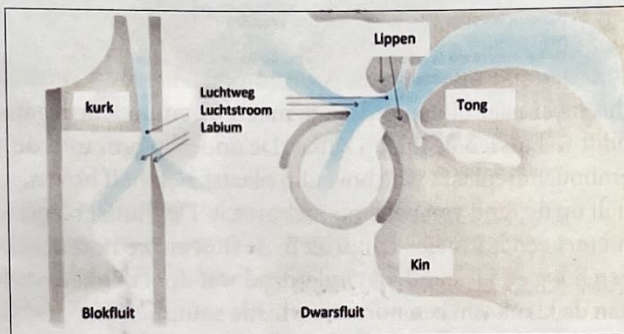 Lippen
kurk
Luchtweg
Luchtstroom
Labium
Tong
Kin
Blokfluit
Dwarsfluit